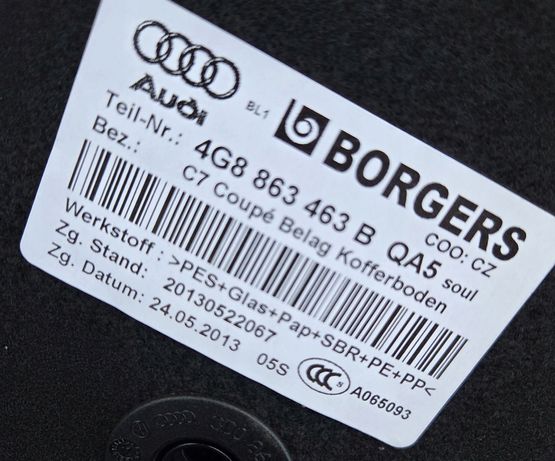 Audi BL1 BORGERS
COO: CZ
Teil-Nr.: 4G8 863 463 B QA5 soul
Bez.: C7 Coupé Belag Kofferboden
Werkstoff : >PES+Glas+Pap+SBR+PE+PP<
Zg. Stand: 20130522067
Zg. Datum: 24.05.2013 05S CCC S A065093